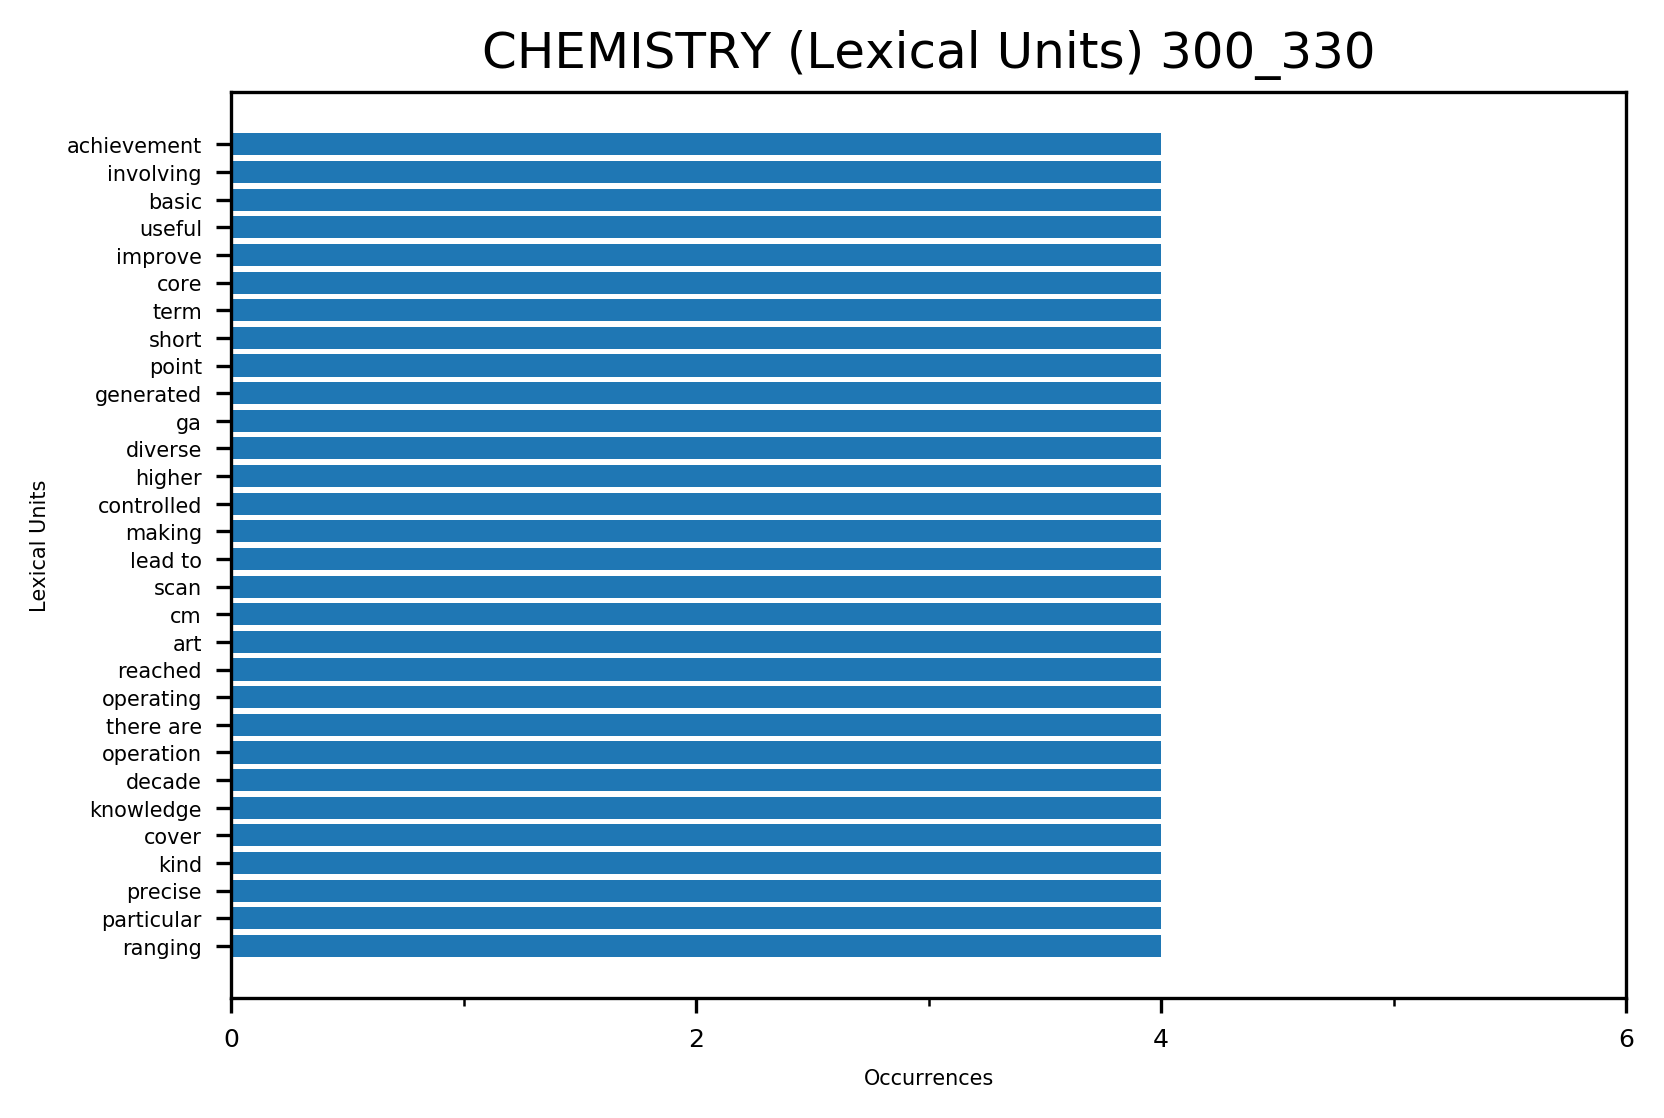 CHEMISTRY (Lexical Units) 300_330
achievement
involving
basic
useful
improve
core
term
short
point
generated
ga
diverse
higher
controlled
making
lead to
scan
cm
art
reached
operating
there are
operation
decade
knowledge
cover
kind
precise
particular
ranging
Lexical Units
0 2 4 6
Occurrences